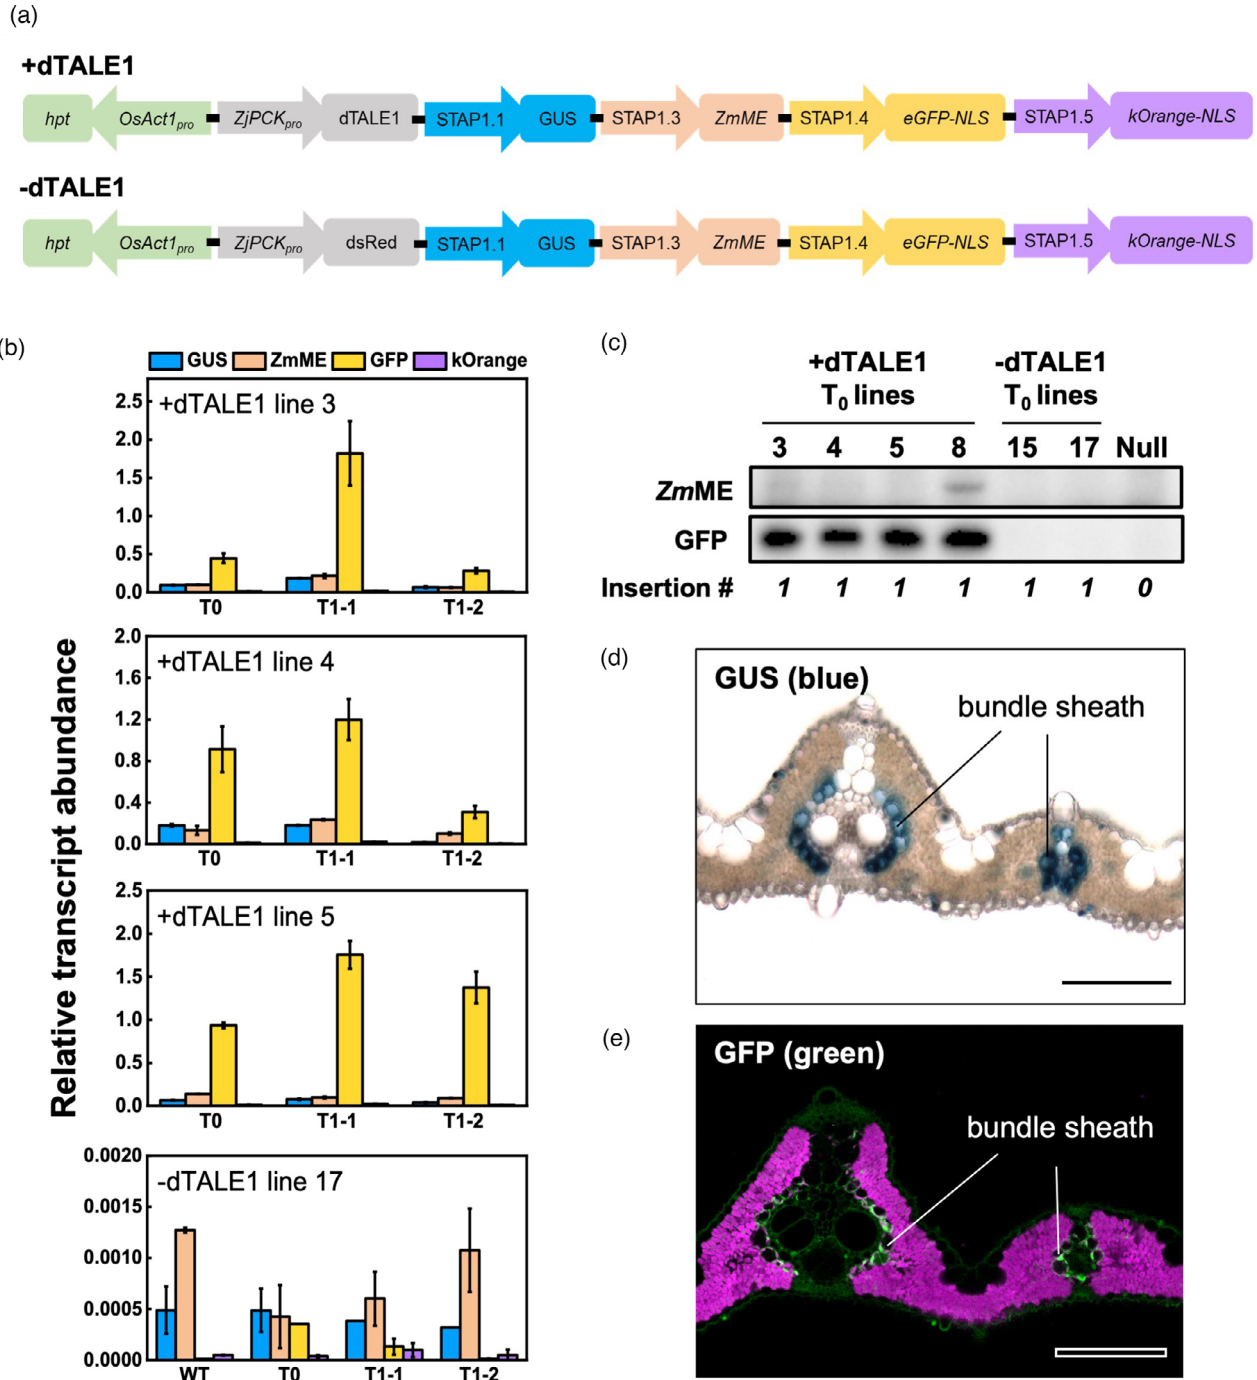 (a)
+dTALE1
hpt OsAct1pro ZjPCKpro dTALE1 STAP1.1 GUS STAP1.3 ZmME STAP1.4 eGFP-NLS STAP1.5 kOrange-NLS
-dTALE1
hpt OsAct1pro ZjPCKpro dsRed STAP1.1 GUS STAP1.3 ZmME STAP1.4 eGFP-NLS STAP1.5 kOrange-NLS
(b)
GUS ZmME GFP kOrange
Relative transcript abundance
+dTALE1 line 3
2.5
2.0
1.5
1.0
0.5
0.0
T0 T1-1 T1-2
+dTALE1 line 4
2.0
1.6
1.2
0.8
0.4
0.0
T0 T1-1 T1-2
+dTALE1 line 5
2.5
2.0
1.5
1.0
0.5
0.0
T0 T1-1 T1-2
-dTALE1 line 17
0.0020
0.0015
0.0010
0.0005
0.0000
WT T0 T1-1 T1-2
(c)
+dTALE1 -dTALE1
T0 lines T0 lines
3 4 5 8 15 17 Null
ZmME
GFP
Insertion # 1 1 1 1 1 1 0
(d)
GUS (blue)
bundle sheath
(e)
GFP (green)
bundle sheath